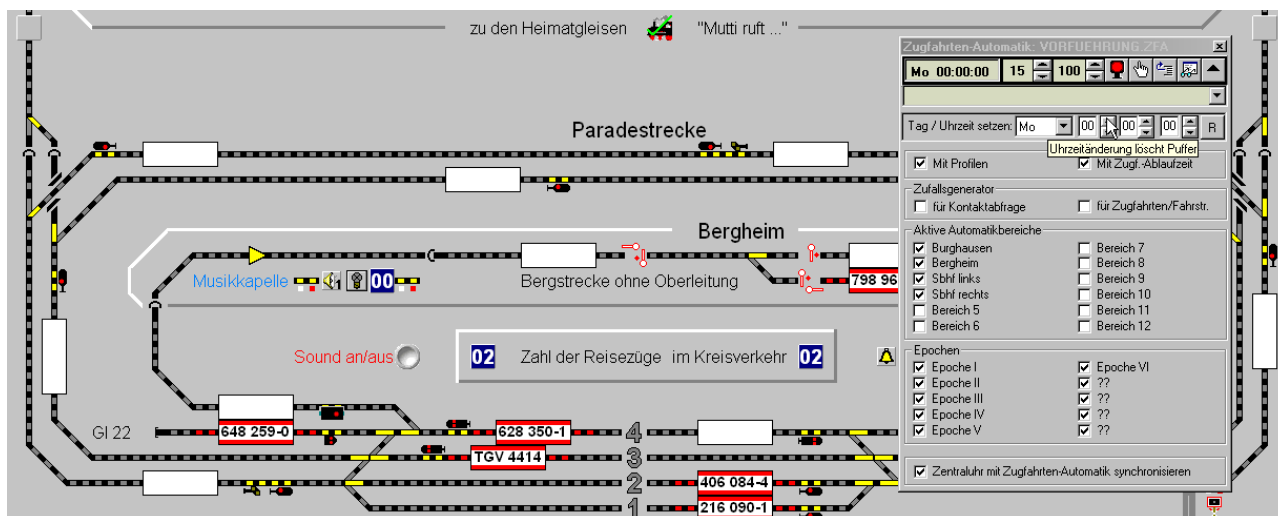 zu den Heimatgleisen "Mutti ruft ..."
Paradestrecke
Bergheim
Musikkapelle 1 00
Bergstrecke ohne Oberleitung
798 96
Sound an/aus
02 Zahl der Reisezüge im Kreisverkehr 02
Gl 22
648 259-0
628 350-1
4
TGV 4414
3
2
406 084-4
1
216 090-1
Zugfahrten-Automatik: VORFUEHRUNG.ZFA
Mo 00:00:00 15 100
Tag / Uhrzeit setzen: Mo 00 00 00 R
Uhrzeitänderung löscht Puffer
Mit Profilen
Mit Zugf.-Ablaufzeit
Zufallsgenerator
für Kontaktabfrage
für Zugfahrten/Fahrstr.
Aktive Automatikbereiche
Burghausen
Bergheim
Sbhf links
Sbhf rechts
Bereich 5
Bereich 6
Bereich 7
Bereich 8
Bereich 9
Bereich 10
Bereich 11
Bereich 12
Epochen
Epoche I
Epoche II
Epoche III
Epoche IV
Epoche V
Epoche VI
??
??
??
??
Zentraluhr mit Zugfahrten-Automatik synchronisieren